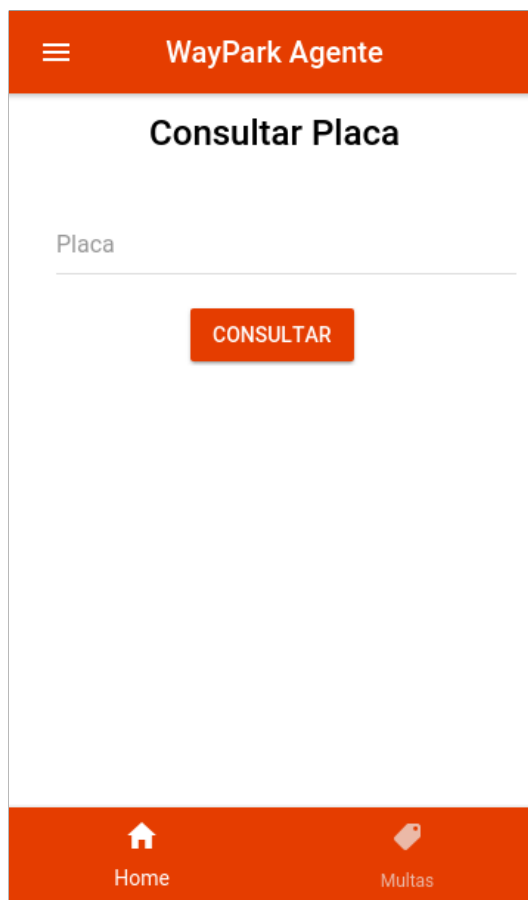 WayPark Agente
Consultar Placa
Placa
CONSULTAR
Home
Multas